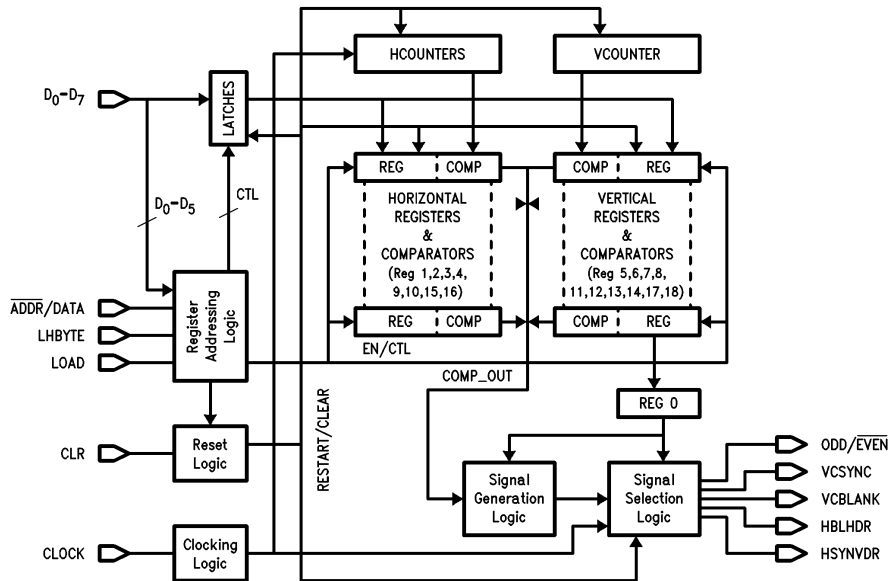 HCOUNTERS
VCOUNTER
D₀-D₇
LATCHES
REG
COMP
COMP
REG
D₀-D₅
CTL
HORIZONTAL
REGISTERS
&
COMPARATORS
(Reg 1,2,3,4,
9,10,15,16)
VERTICAL
REGISTERS
&
COMPARATORS
(Reg 5,6,7,8,
11,12,13,14,17,18)
A̅D̅D̅R̅/DATA
LHBYTE
LOAD
Register
Addressing
Logic
REG
COMP
COMP
REG
EN/CTL
COMP_OUT
REG 0
RESTART/CLEAR
CLR
Reset
Logic
Signal
Generation
Logic
Signal
Selection
Logic
ODD/E̅V̅E̅N̅
VCSYNC
VCBLANK
HBLHDR
HSYNVDR
CLOCK
Clocking
Logic